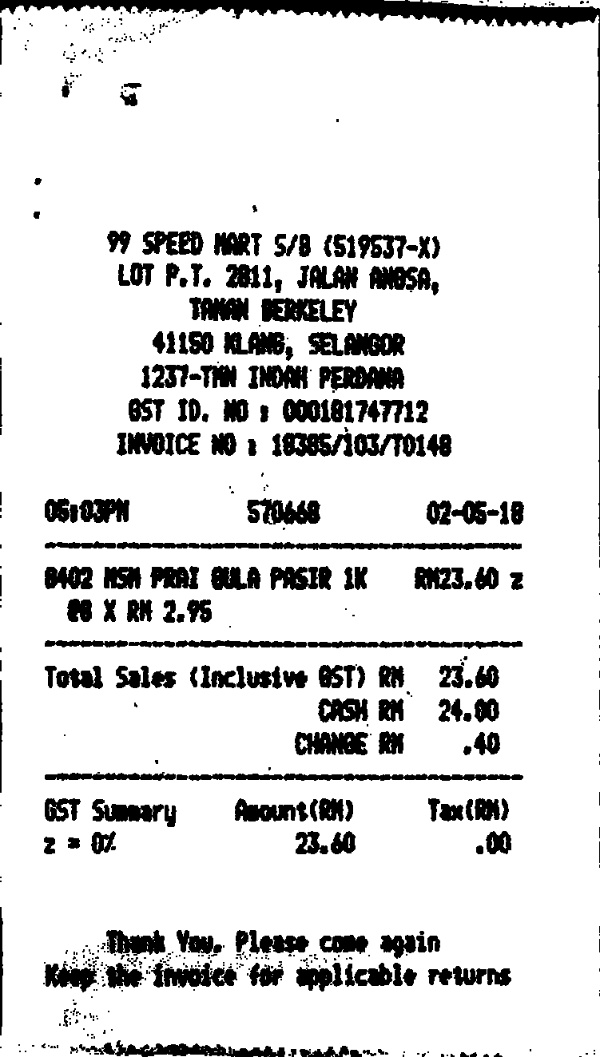 99 SPEED MART S/B (519537-X)
LOT P.T. 2811, JALAN ANGSA,
TAMAN BERKELEY
41150 KLANG, SELANGOR
1237-TMN INDAH PERDANA
GST ID. NO : 000181747712
INVOICE NO : 18385/103/T0148
05:03PM 570668 02-05-18
8402 MSM PRAI GULA PASIR 1K RM23.60 z
X RM 2.95
Total Sales (Inclusive GST) RM 23.60
CASH RM 24.00
CHANGE RM .40
GST Summary Amount(RM) Tax(RM)
z = 0% 23.60 .00
Thank You. Please come again
Keep the invoice for applicable returns